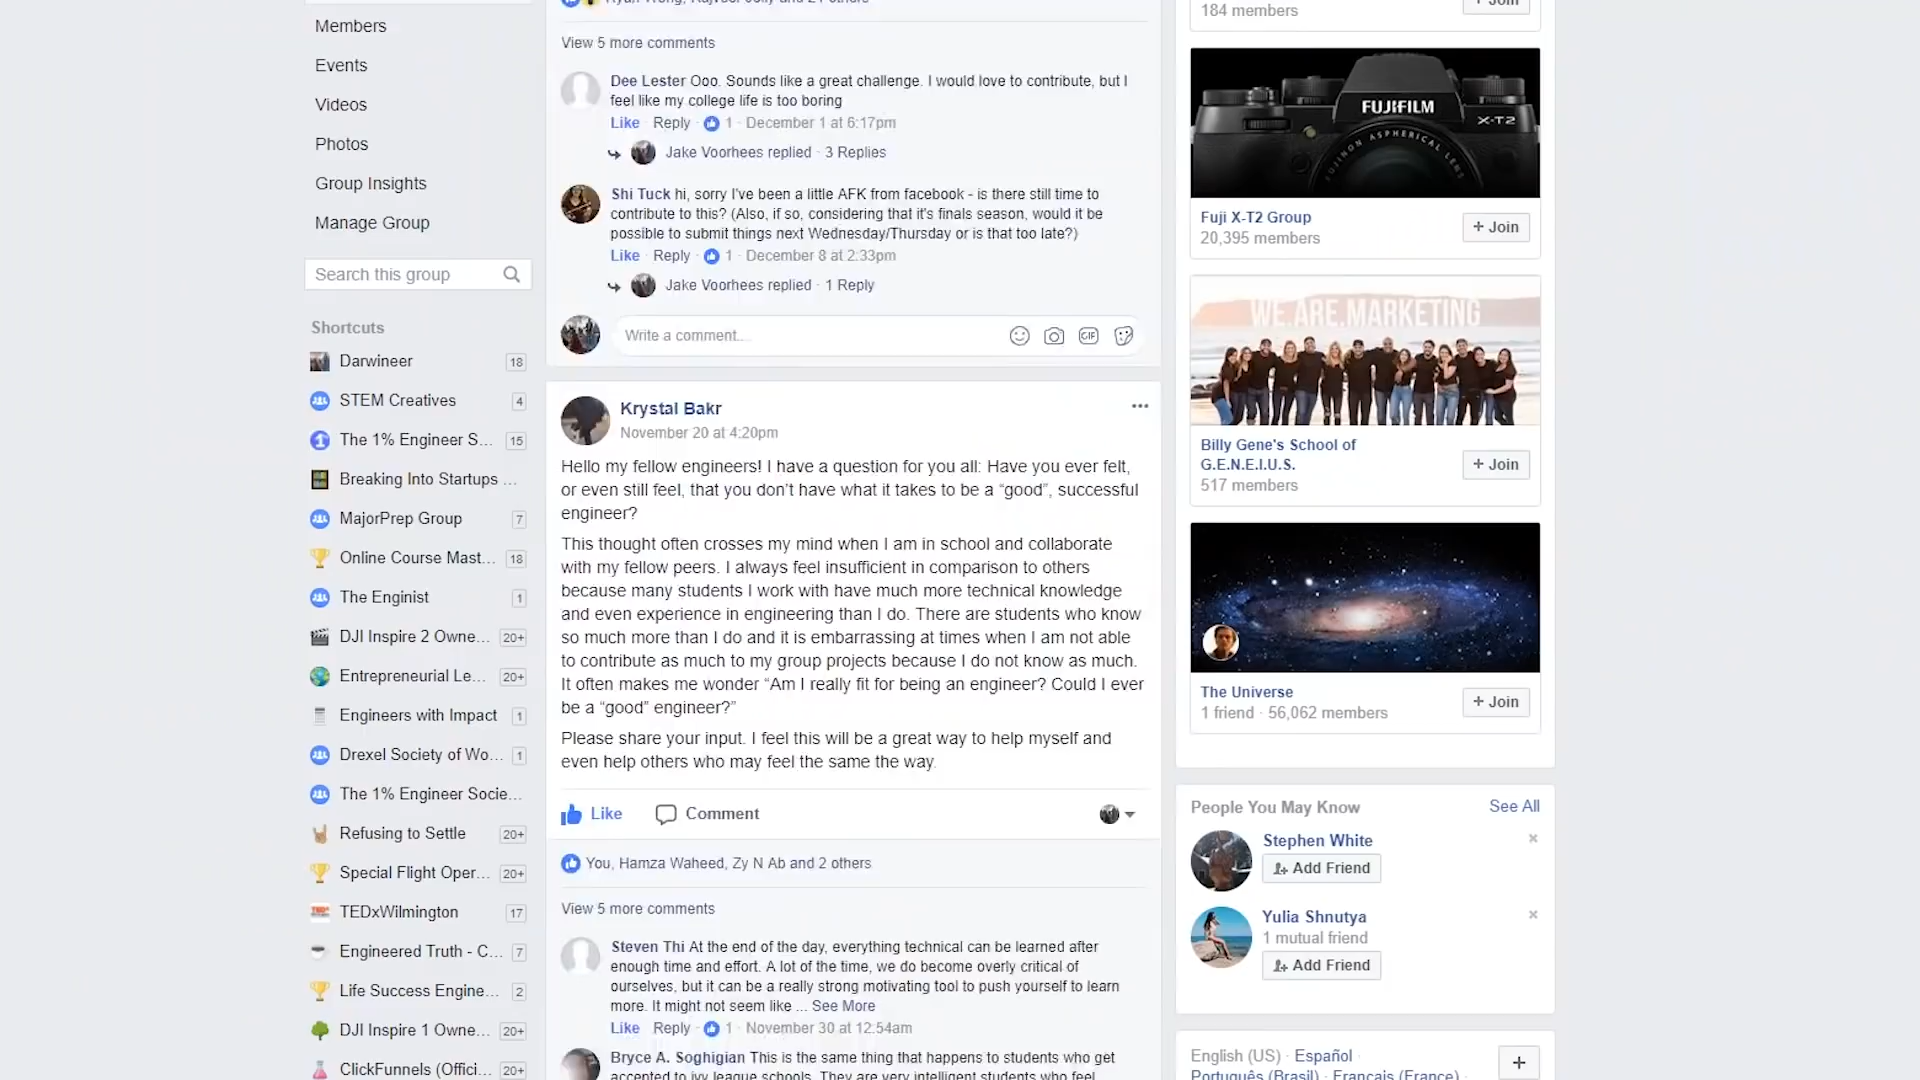 Members
Events
Videos
Photos
Group Insights
Manage Group
Search this group
Shortcuts
Darwineer 18
STEM Creatives 4
The 1% Engineer S... 15
Breaking Into Startups ...
MajorPrep Group 7
Online Course Mast... 18
The Enginist 1
DJI Inspire 2 Owne... 20+
Entrepreneurial Le... 20+
Engineers with Impact 1
Drexel Society of Wo... 1
The 1% Engineer Socie...
Refusing to Settle 20+
Special Flight Oper... 20+
TEDxWilmington 17
Engineered Truth - C... 7
Life Success Engine... 2
DJI Inspire 1 Owne... 20+
ClickFunnels (Offici... 20+
View 5 more comments
Dee Lester Ooo. Sounds like a great challenge. I would love to contribute, but I
feel like my college life is too boring
Like · Reply · 1 · December 1 at 6:17pm
Jake Voorhees replied · 3 Replies
Shi Tuck hi, sorry I've been a little AFK from facebook - is there still time to
contribute to this? (Also, if so, considering that it's finals season, would it be
possible to submit things next Wednesday/Thursday or is that too late?)
Like · Reply · 1 · December 8 at 2:33pm
Jake Voorhees replied · 1 Reply
Write a comment...
GIF
Krystal Bakr
November 20 at 4:20pm
Hello my fellow engineers! I have a question for you all: Have you ever felt,
or even still feel, that you don’t have what it takes to be a “good”, successful
engineer?
This thought often crosses my mind when I am in school and collaborate
with my fellow peers. I always feel insufficient in comparison to others
because many students I work with have much more technical knowledge
and even experience in engineering than I do. There are students who know
so much more than I do and it is embarrassing at times when I am not able
to contribute as much to my group projects because I do not know as much.
It often makes me wonder “Am I really fit for being an engineer? Could I ever
be a “good” engineer?”
Please share your input. I feel this will be a great way to help myself and
even help others who may feel the same the way.
Like Comment
You, Hamza Waheed, Zy N Ab and 2 others
View 5 more comments
Steven Thi At the end of the day, everything technical can be learned after
enough time and effort. A lot of the time, we do become overly critical of
ourselves, but it can be a really strong motivating tool to push yourself to learn
more. It might not seem like ... See More
Like · Reply · 1 · November 30 at 12:54am
Bryce A. Soghigian This is the same thing that happens to students who get
accepted to ivy league schools. They are very intelligent students who feel
184 members
+ Join
FUJIFILM
X-T2
FUJINON ASPHERICAL LENS
Fuji X-T2 Group
20,395 members
+ Join
WE.ARE.MARKETING
Billy Gene's School of
G.E.N.E.I.U.S.
517 members
+ Join
The Universe
1 friend · 56,062 members
+ Join
People You May Know
See All
Stephen White
Add Friend
Yulia Shnutya
1 mutual friend
Add Friend
English (US) · Español ·
Português (Brasil) · Français (France) ·